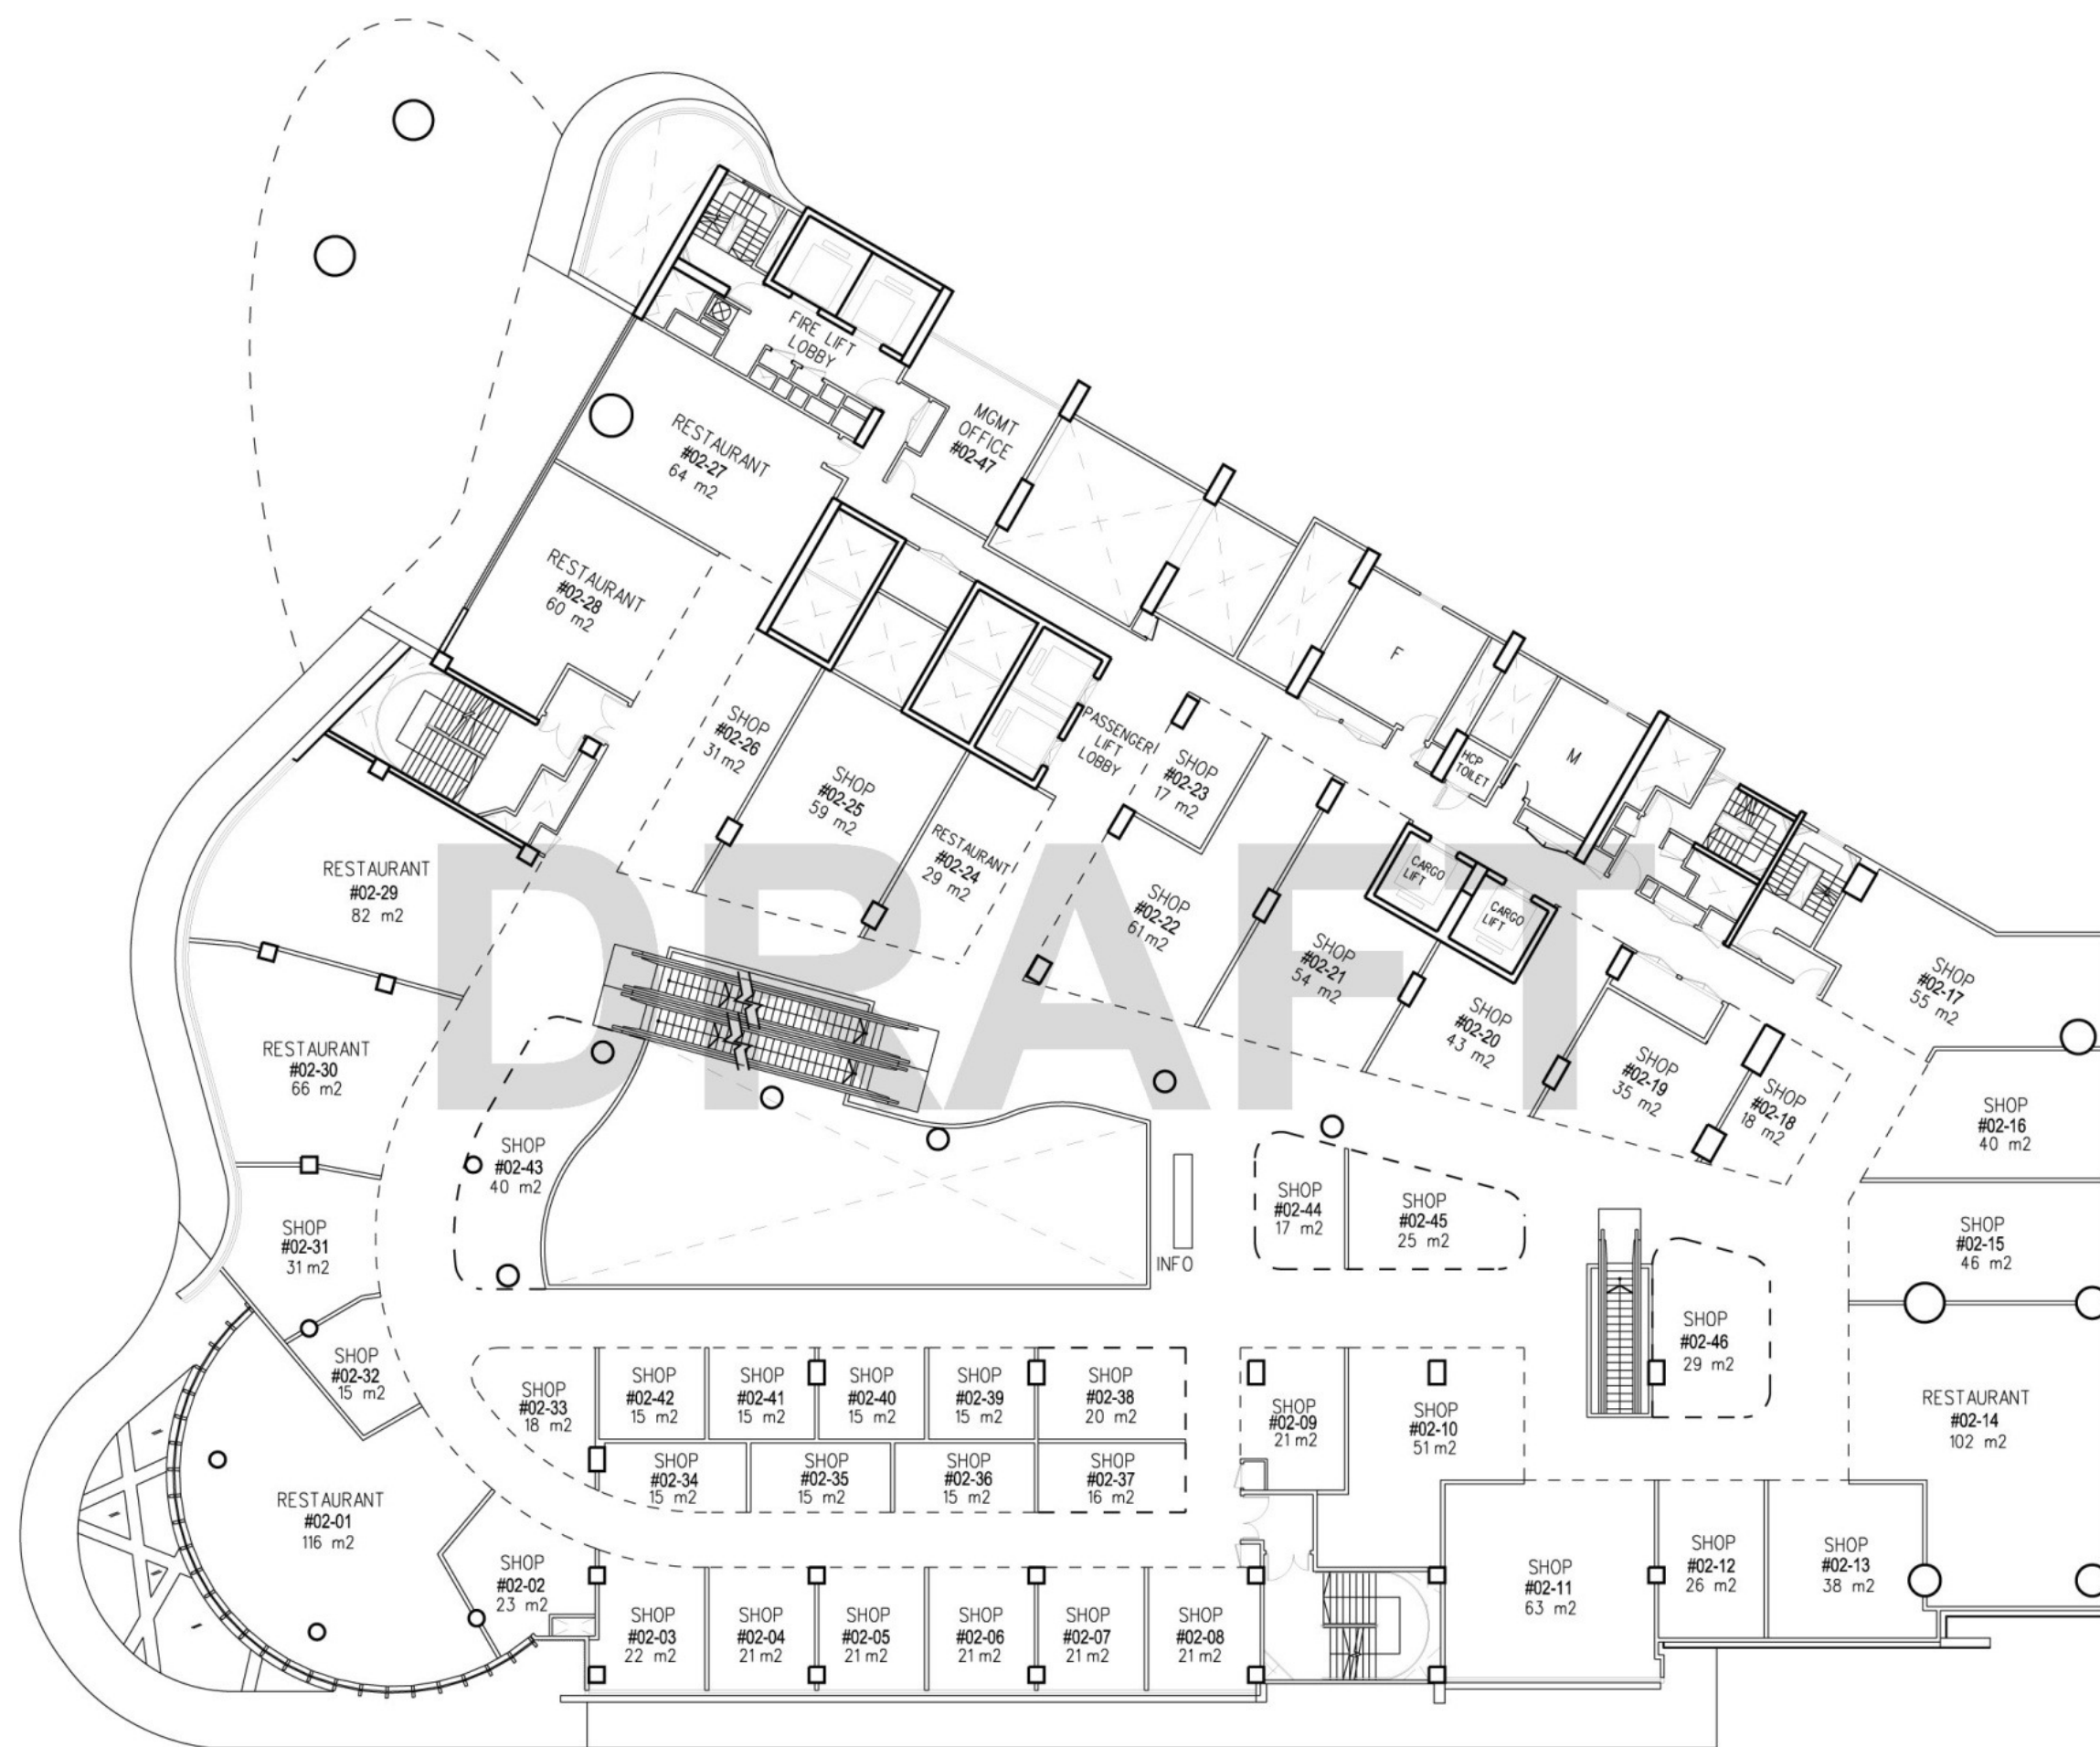 FIRE LIFT
LOBBY
MGMT
OFFICE
#02-47
RESTAURANT
#02-27
64 m2
RESTAURANT
#02-28
60 m2
F
M
HCP
TOILET
PASSENGER
LIFT
LOBBY
SHOP
#02-23
17 m2
SHOP
#02-26
31 m2
SHOP
#02-25
59 m2
RESTAURANT
#02-24
29 m2
SHOP
#02-22
61 m2
CARGO
LIFT
CARGO
LIFT
SHOP
#02-21
54 m2
SHOP
#02-20
43 m2
SHOP
#02-19
35 m2
SHOP
#02-18
18 m2
SHOP
#02-17
55 m2
DRAFT
RESTAURANT
#02-29
82 m2
RESTAURANT
#02-30
66 m2
SHOP
#02-31
31 m2
SHOP
#02-32
15 m2
SHOP
#02-43
40 m2
INFO
SHOP
#02-44
17 m2
SHOP
#02-45
25 m2
SHOP
#02-46
29 m2
SHOP
#02-16
40 m2
SHOP
#02-15
46 m2
RESTAURANT
#02-14
102 m2
SHOP
#02-33
18 m2
SHOP
#02-42
15 m2
SHOP
#02-41
15 m2
SHOP
#02-40
15 m2
SHOP
#02-39
15 m2
SHOP
#02-38
20 m2
SHOP
#02-34
15 m2
SHOP
#02-35
15 m2
SHOP
#02-36
15 m2
SHOP
#02-37
16 m2
SHOP
#02-09
21 m2
SHOP
#02-10
51 m2
RESTAURANT
#02-01
116 m2
SHOP
#02-02
23 m2
SHOP
#02-03
22 m2
SHOP
#02-04
21 m2
SHOP
#02-05
21 m2
SHOP
#02-06
21 m2
SHOP
#02-07
21 m2
SHOP
#02-08
21 m2
SHOP
#02-11
63 m2
SHOP
#02-12
26 m2
SHOP
#02-13
38 m2